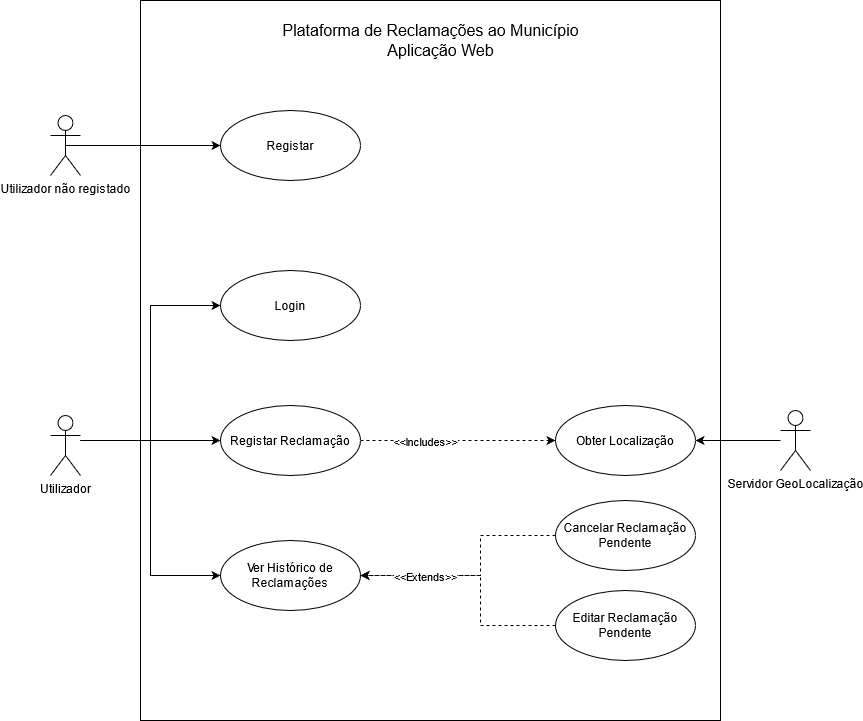 Plataforma de Reclamações ao Município
Aplicação Web
Registar
Utilizador não registado
Login
Registar Reclamação
<<Includes>>
Obter Localização
Utilizador
Servidor GeoLocalização
Cancelar Reclamação
Pendente
Ver Histórico de
Reclamações
<<Extends>>
Editar Reclamação
Pendente